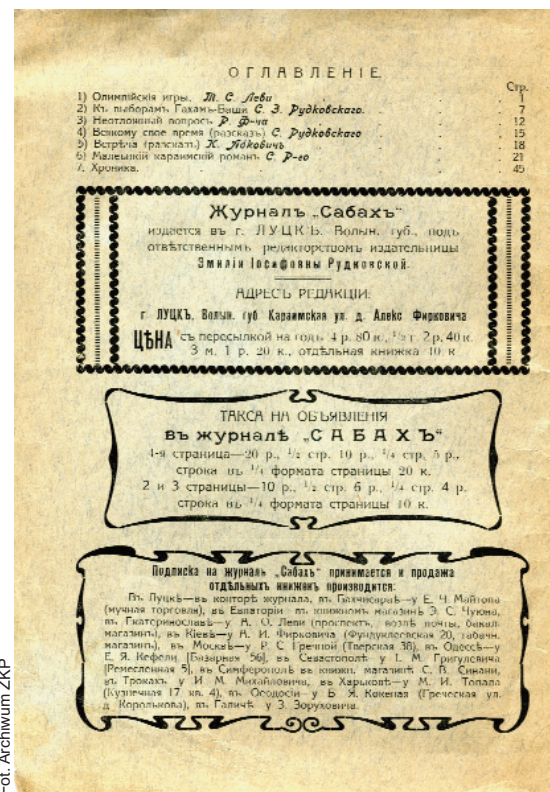 ОГЛАВЛЕНІЕ.
Стр.
1) Олимпійскія игры. Т. С. Леви 1
2) Къ выборамъ Гахамъ-Баши С. Э. Рудковскаго. 7
3) Неотложный вопросъ Р. Ф-ча 12
4) Всякому свое время (разсказъ) С. Рудковскаго 15
5) Встрѣча (разсказъ) К. 18
6) Маленькій караимскій романъ С. Р-го 21
7. Хроника. 45
Журналъ „Сабахъ“
издается въ г. ЛУЦКѢ, Волын. губ., подъ
отвѣтственнымъ редакторствомъ издательницы
Эмиліи Іосифовны Рудковской.
АДРЕСЪ РЕДАКЦІИ:
г. ЛУЦКЪ, Волын. губ. Караимская ул. д. Алекс Фирковича
ЦѢНА съ пересылкой на годъ 4 р. 80 к., ½ г. 2 р. 40 к.
3 м. 1 р. 20 к., отдѣльная книжка 40 к.
ТАКСА НА ОБЪЯВЛЕНІЯ
въ журналѣ „САБАХЪ“
1-я страница—20 р., ½ стр. 10 р., ¼ стр. 5 р.,
строка въ ¼ формата страницы 20 к.
2 и 3 страницы—10 р., ½ стр. 6 р., ¼ стр. 4 р.
строка въ ¼ формата страницы 10 к.
Подписка на журналъ „Сабахъ“ принимается и продажа
отдѣльныхъ книжекъ производится:
Въ Луцкѣ—въ конторѣ журнала, въ Бахчисараѣ—у Е. Ч. Майтопа
(мучная торговля), въ Евпаторіи—въ книжномъ магазинѣ Э. С. Чуюна,
въ Екатеринославѣ—у А. О. Леви (проспектъ, возлѣ почты, бакал.
магазинъ), въ Кіевѣ—у А. И. Фирковича (Фундуклеевская 20, табачн.
магазинъ), въ Москвѣ—у Р. С. Гречной (Тверская 38), въ Одессѣ—у
Е. Я. Кефели [Базарная 56], въ Севастополѣ—у І. М. Григулевича
[Ремесленная 5], въ Симферополѣ въ книжн. магазинѣ С. Б. Синани,
въ Трокахъ у И. М. Михайловича, въ Харьковѣ—у М. И. Топала
(Кузнечная 17 кв. 4), въ Ѳеодосіи—у Б. Я. Кокеная (Греческая ул.
д. Королькова), въ Галичѣ—у З. Зоруховича.
Fot. Archiwum ZKP